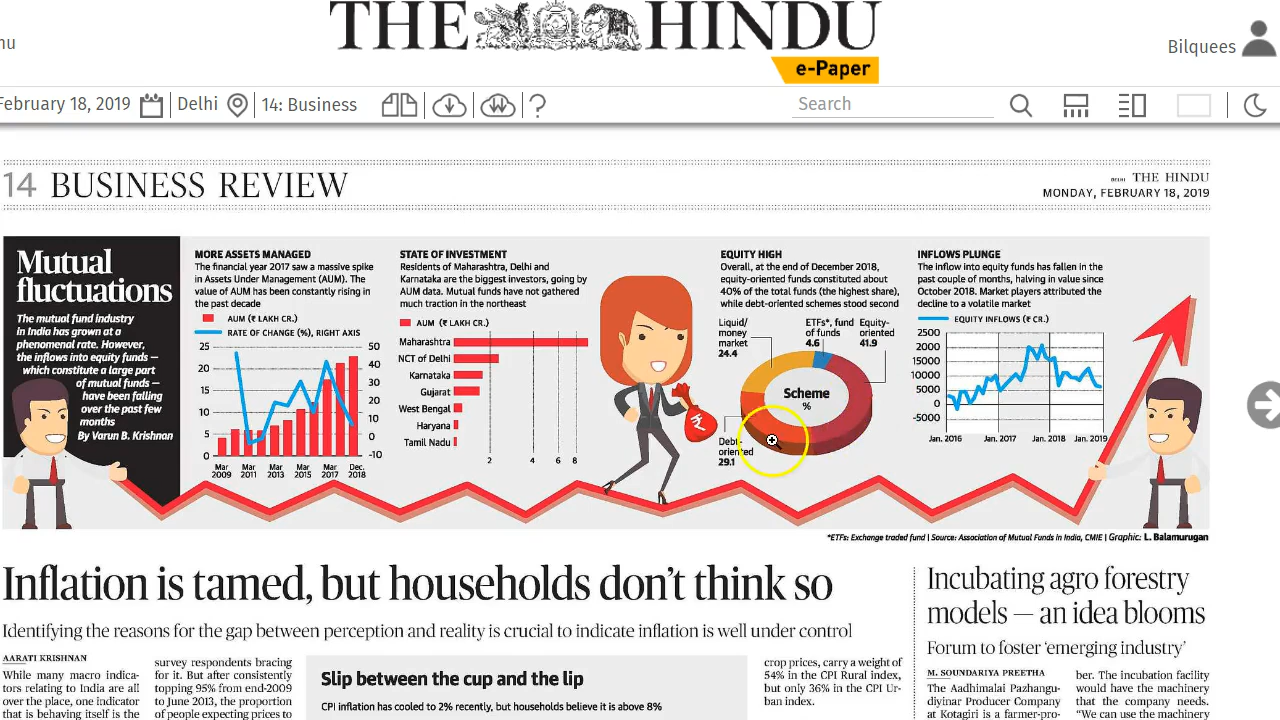 THE HINDU
e-Paper
nu
Bilquees
February 18, 2019
Delhi
14: Business
?
Search
14 BUSINESS REVIEW
DELHI THE HINDU
MONDAY, FEBRUARY 18, 2019
Mutual
fluctuations
The mutual fund industry
in India has grown at a
phenomenal rate. However,
the inflows into equity funds —
which constitute a large part
of mutual funds —
have been falling
over the past few
months
By Varun B. Krishnan
MORE ASSETS MANAGED
The financial year 2017 saw a massive spike
in Assets Under Management (AUM). The
value of AUM has been constantly rising in
the past decade
AUM (₹ LAKH CR.)
RATE OF CHANGE (%), RIGHT AXIS
25 50
20 40
30
15 20
10 10
5 0
0 -10
Mar Mar Mar Mar Mar Dec.
2009 2011 2013 2015 2017 2018
STATE OF INVESTMENT
Residents of Maharashtra, Delhi and
Karnataka are the biggest investors, going by
AUM data. Mutual funds have not gathered
much traction in the northeast
AUM (₹ LAKH CR.)
Maharashtra
NCT of Delhi
Karnataka
Gujarat
West Bengal
Haryana
Tamil Nadu
2 4 6 8
₹
EQUITY HIGH
Overall, at the end of December 2018,
equity-oriented funds constituted about
40% of the total funds (the highest share),
while debt-oriented schemes stood second
Liquid/
money
market
24.4
ETFs*, fund
of funds
4.6
Equity-
oriented
41.9
Scheme
%
Debt-
oriented
29.1
INFLOWS PLUNGE
The inflow into equity funds has fallen in the
past couple of months, halving in value since
October 2018. Market players attributed the
decline to a volatile market
EQUITY INFLOWS (₹ CR.)
2500
15000
10000
5000
0
-5000
Jan. 2016 Jan. 2017 Jan. 2018 Jan. 2019
*ETFs: Exchange traded fund | Source: Association of Mutual Funds in India, CMIE | Graphic: L. Balamurugan
Inflation is tamed, but households don't think so
Identifying the reasons for the gap between perception and reality is crucial to indicate inflation is well under control
AARATI KRISHNAN
While many macro indica-
tors relating to India are all
over the place, one indicator
that is behaving itself is the
survey respondents bracing
for it. But after consistently
topping 95% from end-2009
to June 2013, the proportion
of people expecting prices to
Slip between the cup and the lip
CPI inflation has cooled to 2% recently, but households believe it is above 8%
crop prices, carry a weight of
54% in the CPI Rural index,
but only 36% in the CPI Ur-
ban index.
Incubating agro forestry
models — an idea blooms
Forum to foster 'emerging industry'
M. SOUNDARIYA PREETHA
The Aadhimalai Pazhangu-
diyinar Producer Company
at Kotagiri is a farmer-pro-
ber. The incubation facility
would have the machinery
that the company needs.
"We can use the machinery